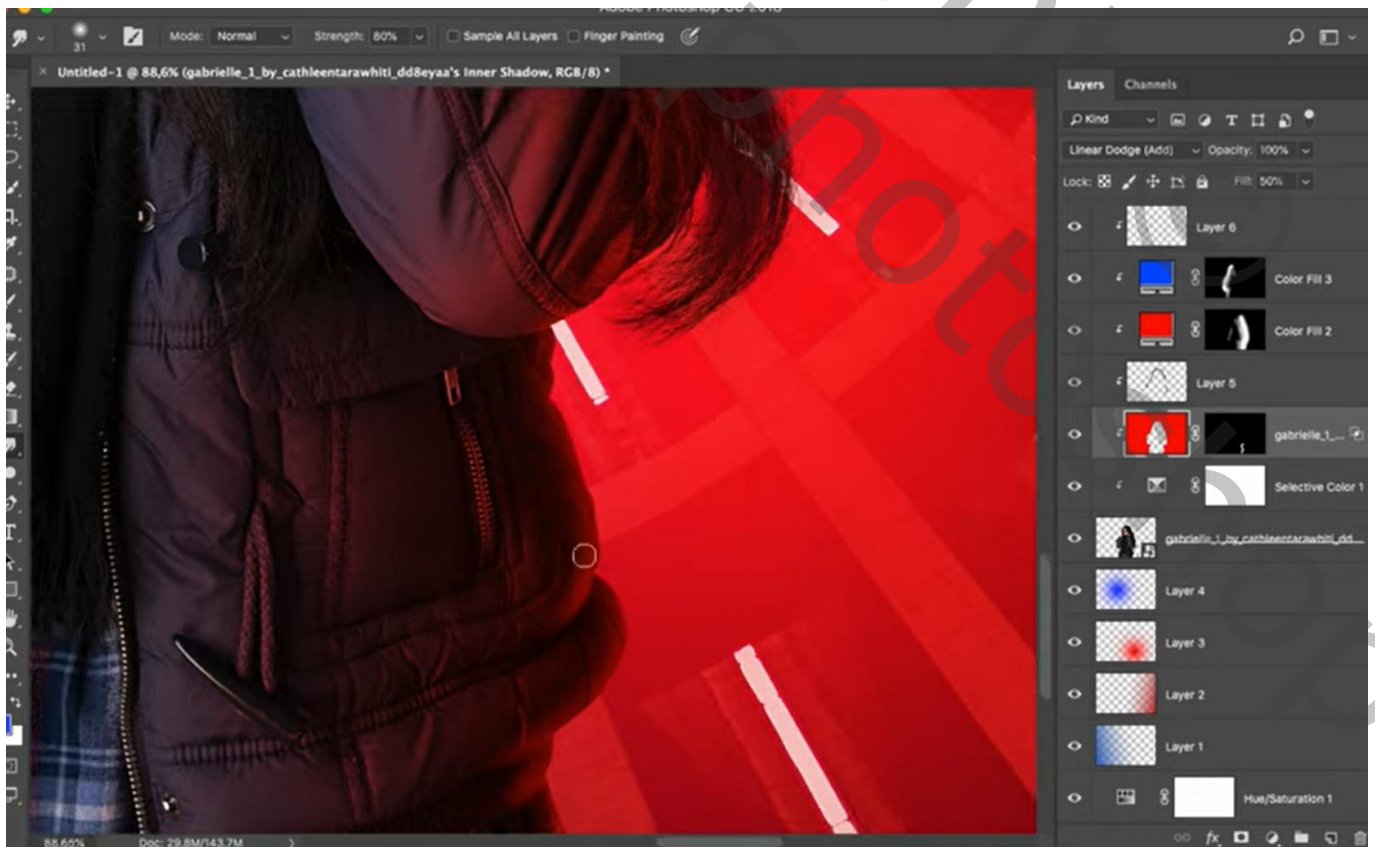 Adobe Photoshop CC 2018
31 Mode: Normal Strength: 80% Sample All Layers Finger Painting
× Untitled-1 @ 88,6% (gabrielle_1_by_cathleentarawhiti_dd8eyaa's Inner Shadow, RGB/8) *
Layers Channels
Kind
Linear Dodge (Add) Opacity: 100%
Lock: Fill: 50%
Layer 6
Color Fill 3
Color Fill 2
Layer 5
gabrielle_1_...
Selective Color 1
gabrielle_1_by_cathleentarawhiti_dd...
Layer 4
Layer 3
Layer 2
Layer 1
Hue/Saturation 1
fx
88.65% Doc: 29.8M/143.7M
photo